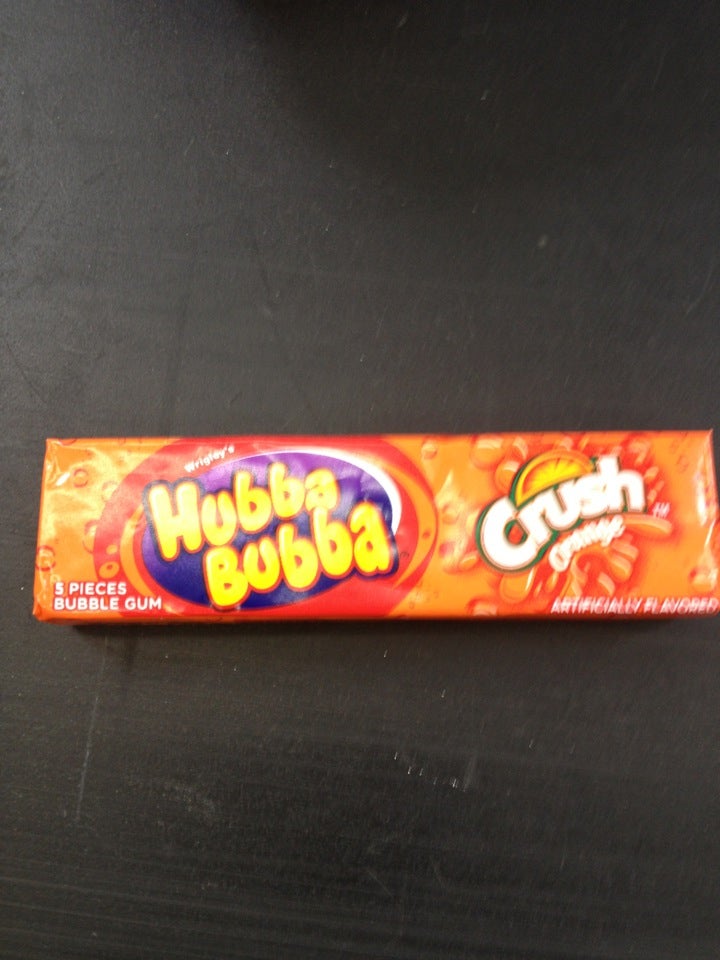 Wrigley's
Hubba
Bubba
5 PIECES
BUBBLE GUM
Crush
TM
Orange
ARTIFICIALLY FLAVORED